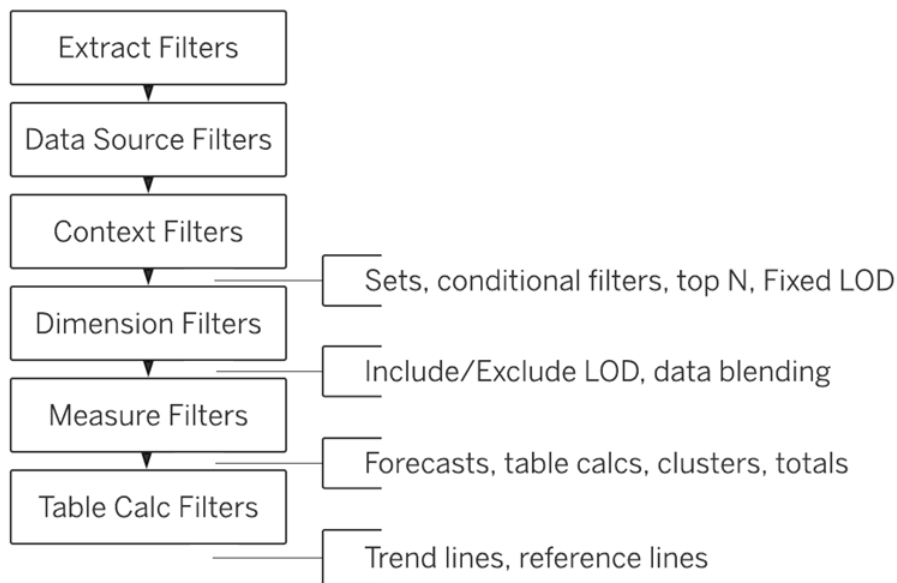 Extract Filters
Data Source Filters
Context Filters
Sets, conditional filters, top N, Fixed LOD
Dimension Filters
Include/Exclude LOD, data blending
Measure Filters
Forecasts, table calcs, clusters, totals
Table Calc Filters
Trend lines, reference lines